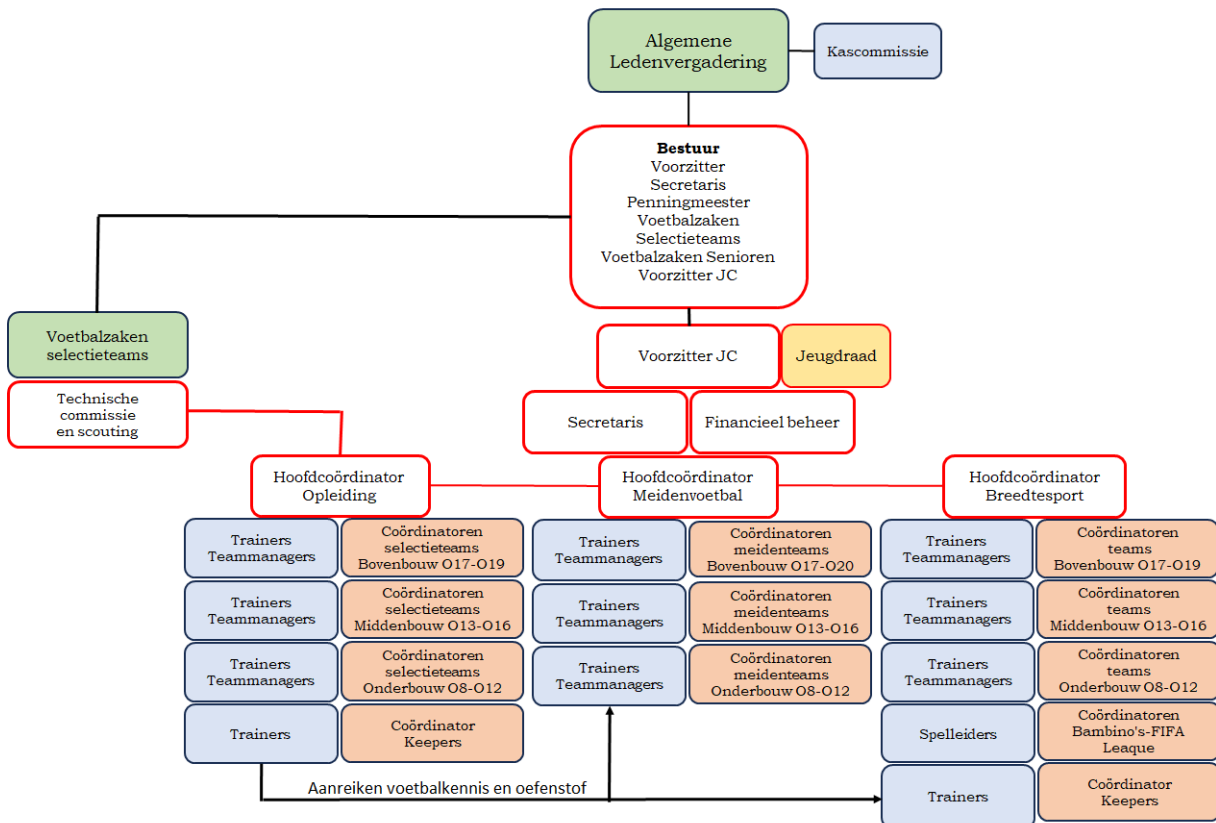 Algemene
Ledenvergadering
Kascommissie
Bestuur
Voorzitter
Secretaris
Penningmeester
Voetbalzaken
Selectieteams
Voetbalzaken Senioren
Voorzitter JC
Voetbalzaken
selectieteams
Voorzitter JC
Jeugdraad
Technische
commissie
en scouting
Secretaris
Financieel beheer
Hoofdcoördinator
Opleiding
Hoofdcoördinator
Meidenvoetbal
Hoofdcoördinator
Breedtesport
Trainers
Teammanagers
Coördinatoren
selectieteams
Bovenbouw O17-O19
Trainers
Teammanagers
Coördinatoren
meidenteams
Bovenbouw O17-O20
Trainers
Teammanagers
Coördinatoren
teams
Bovenbouw O17-O19
Trainers
Teammanagers
Coördinatoren
selectieteams
Middenbouw O13-O16
Trainers
Teammanagers
Coördinatoren
meidenteams
Middenbouw O13-O16
Trainers
Teammanagers
Coördinatoren
teams
Middenbouw O13-O16
Trainers
Teammanagers
Coördinatoren
selectieteams
Onderbouw O8-O12
Trainers
Teammanagers
Coördinatoren
meidenteams
Onderbouw O8-O12
Trainers
Teammanagers
Coördinatoren
teams
Onderbouw O8-O12
Trainers
Coördinator
Keepers
Spelleiders
Coördinatoren
Bambino's-FIFA
Leaque
Aanreiken voetbalkennis en oefenstof
Trainers
Coördinator
Keepers